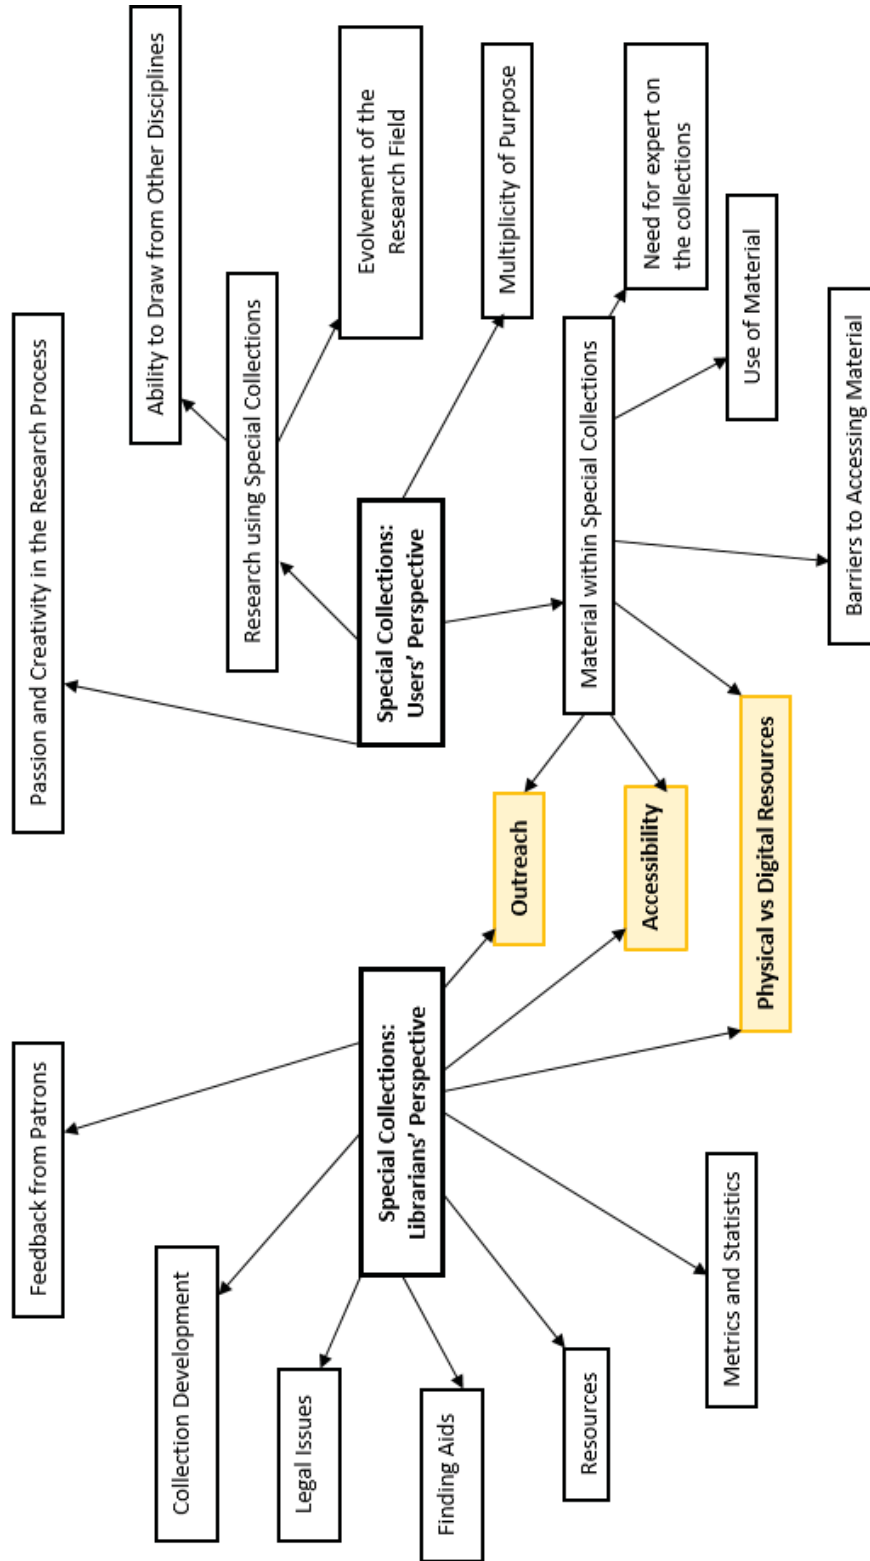 Feedback from Patrons
Passion and Creativity in the Research Process
Collection Development
Ability to Draw from Other Disciplines
Legal Issues
Research using Special Collections
Evolvement of the
Research Field
Finding Aids
Special Collections:
Librarians’ Perspective
Special Collections:
Users’ Perspective
Outreach
Multiplicity of Purpose
Resources
Accessibility
Material within Special Collections
Need for expert on
the collections
Metrics and Statistics
Physical vs Digital Resources
Use of Material
Barriers to Accessing Material